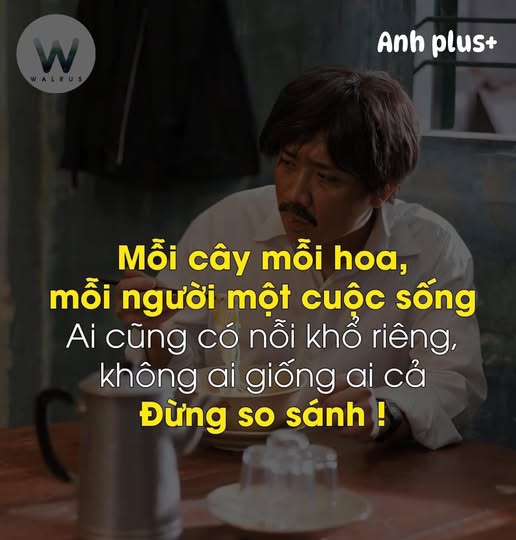 W
WALRUS
Anh plus+
Mỗi cây mỗi hoa,
mỗi người một cuộc sống
Ai cũng có nỗi khổ riêng,
không ai giống ai cả
Đừng so sánh !